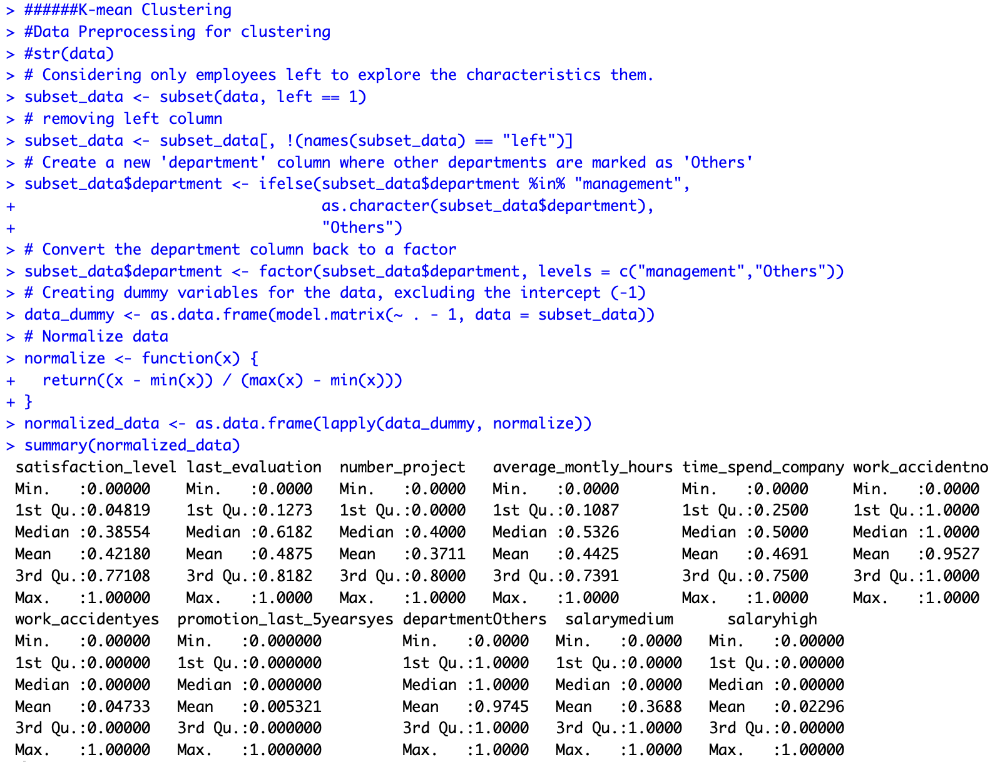 > ######K-mean Clustering
> #Data Preprocessing for clustering
> #str(data)
> # Considering only employees left to explore the characteristics them.
> subset_data <- subset(data, left == 1)
> # removing left column
> subset_data <- subset_data[, !(names(subset_data) == "left")]
> # Create a new 'department' column where other departments are marked as 'Others'
> subset_data$department <- ifelse(subset_data$department %in% "management",
+                                  as.character(subset_data$department),
+                                  "Others")
> # Convert the department column back to a factor
> subset_data$department <- factor(subset_data$department, levels = c("management","Others"))
> # Creating dummy variables for the data, excluding the intercept (-1)
> data_dummy <- as.data.frame(model.matrix(~ . - 1, data = subset_data))
> # Normalize data
> normalize <- function(x) {
+   return((x - min(x)) / (max(x) - min(x)))
+ }
> normalized_data <- as.data.frame(lapply(data_dummy, normalize))
> summary(normalized_data)
 satisfaction_level last_evaluation  number_project   average_montly_hours time_spend_company work_accidentno
 Min.   :0.00000    Min.   :0.0000   Min.   :0.0000   Min.   :0.0000       Min.   :0.0000     Min.   :0.0000
 1st Qu.:0.04819    1st Qu.:0.1273   1st Qu.:0.0000   1st Qu.:0.1087       1st Qu.:0.2500     1st Qu.:1.0000
 Median :0.38554    Median :0.6182   Median :0.4000   Median :0.5326       Median :0.5000     Median :1.0000
 Mean   :0.42180    Mean   :0.4875   Mean   :0.3711   Mean   :0.4425       Mean   :0.4691     Mean   :0.9527
 3rd Qu.:0.77108    3rd Qu.:0.8182   3rd Qu.:0.8000   3rd Qu.:0.7391       3rd Qu.:0.7500     3rd Qu.:1.0000
 Max.   :1.00000    Max.   :1.0000   Max.   :1.0000   Max.   :1.0000       Max.   :1.0000     Max.   :1.0000
 work_accidentyes  promotion_last_5yearsyes departmentOthers  salarymedium      salaryhigh
 Min.   :0.00000   Min.   :0.000000         Min.   :0.0000   Min.   :0.0000   Min.   :0.00000
 1st Qu.:0.00000   1st Qu.:0.000000         1st Qu.:1.0000   1st Qu.:0.0000   1st Qu.:0.00000
 Median :0.00000   Median :0.000000         Median :1.0000   Median :0.0000   Median :0.00000
 Mean   :0.04733   Mean   :0.005321         Mean   :0.9745   Mean   :0.3688   Mean   :0.02296
 3rd Qu.:0.00000   3rd Qu.:0.000000         3rd Qu.:1.0000   3rd Qu.:1.0000   3rd Qu.:0.00000
 Max.   :1.00000   Max.   :1.000000         Max.   :1.0000   Max.   :1.0000   Max.   :1.00000